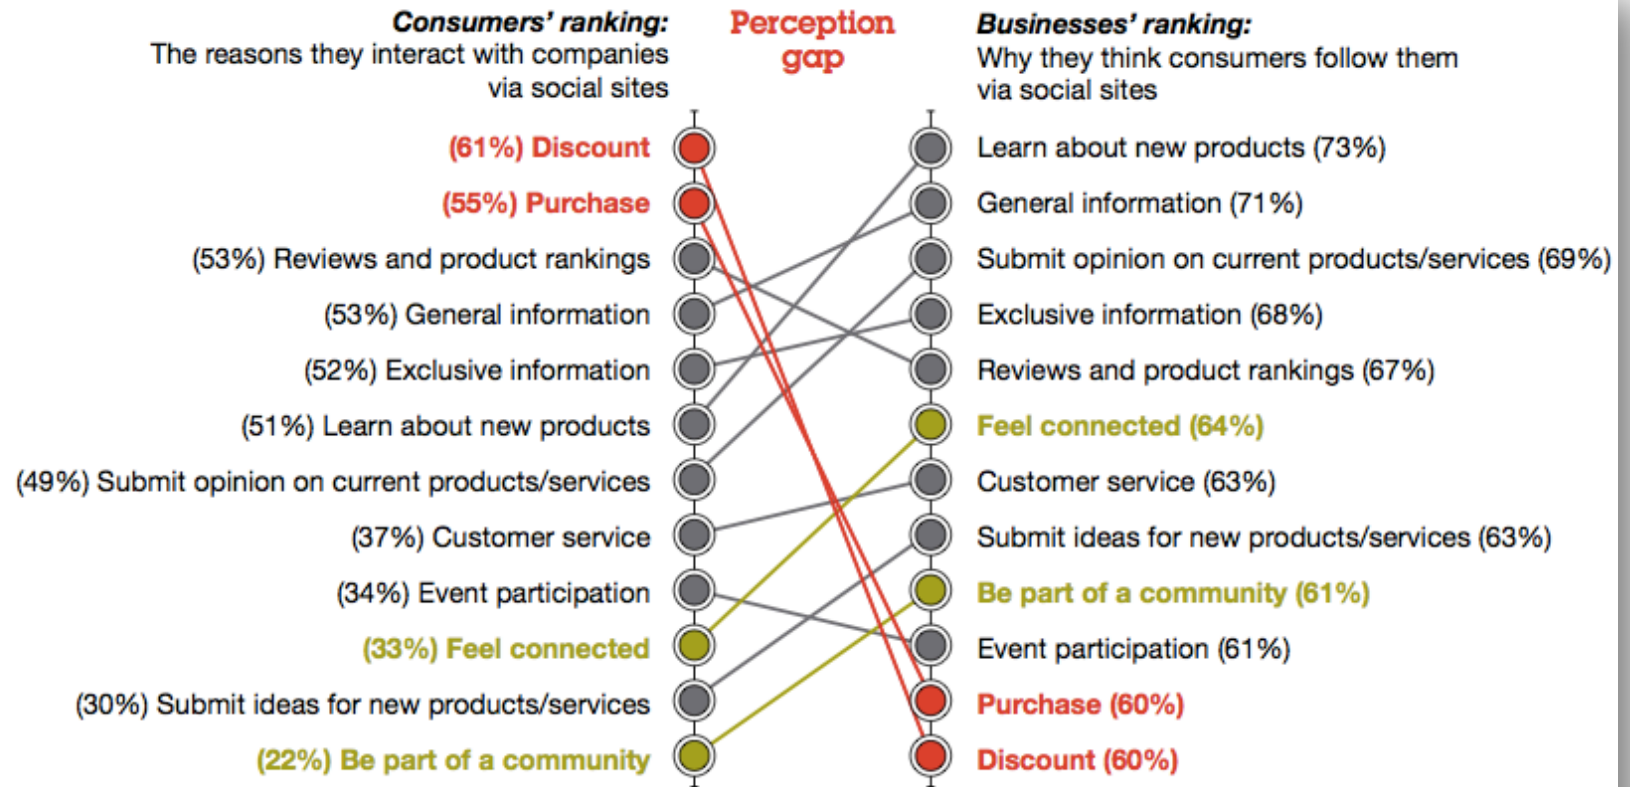 Consumers’ ranking:
The reasons they interact with companies
via social sites
Perception
gap
Businesses’ ranking:
Why they think consumers follow them
via social sites
(61%) Discount
(55%) Purchase
(53%) Reviews and product rankings
(53%) General information
(52%) Exclusive information
(51%) Learn about new products
(49%) Submit opinion on current products/services
(37%) Customer service
(34%) Event participation
(33%) Feel connected
(30%) Submit ideas for new products/services
(22%) Be part of a community
Learn about new products (73%)
General information (71%)
Submit opinion on current products/services (69%)
Exclusive information (68%)
Reviews and product rankings (67%)
Feel connected (64%)
Customer service (63%)
Submit ideas for new products/services (63%)
Be part of a community (61%)
Event participation (61%)
Purchase (60%)
Discount (60%)